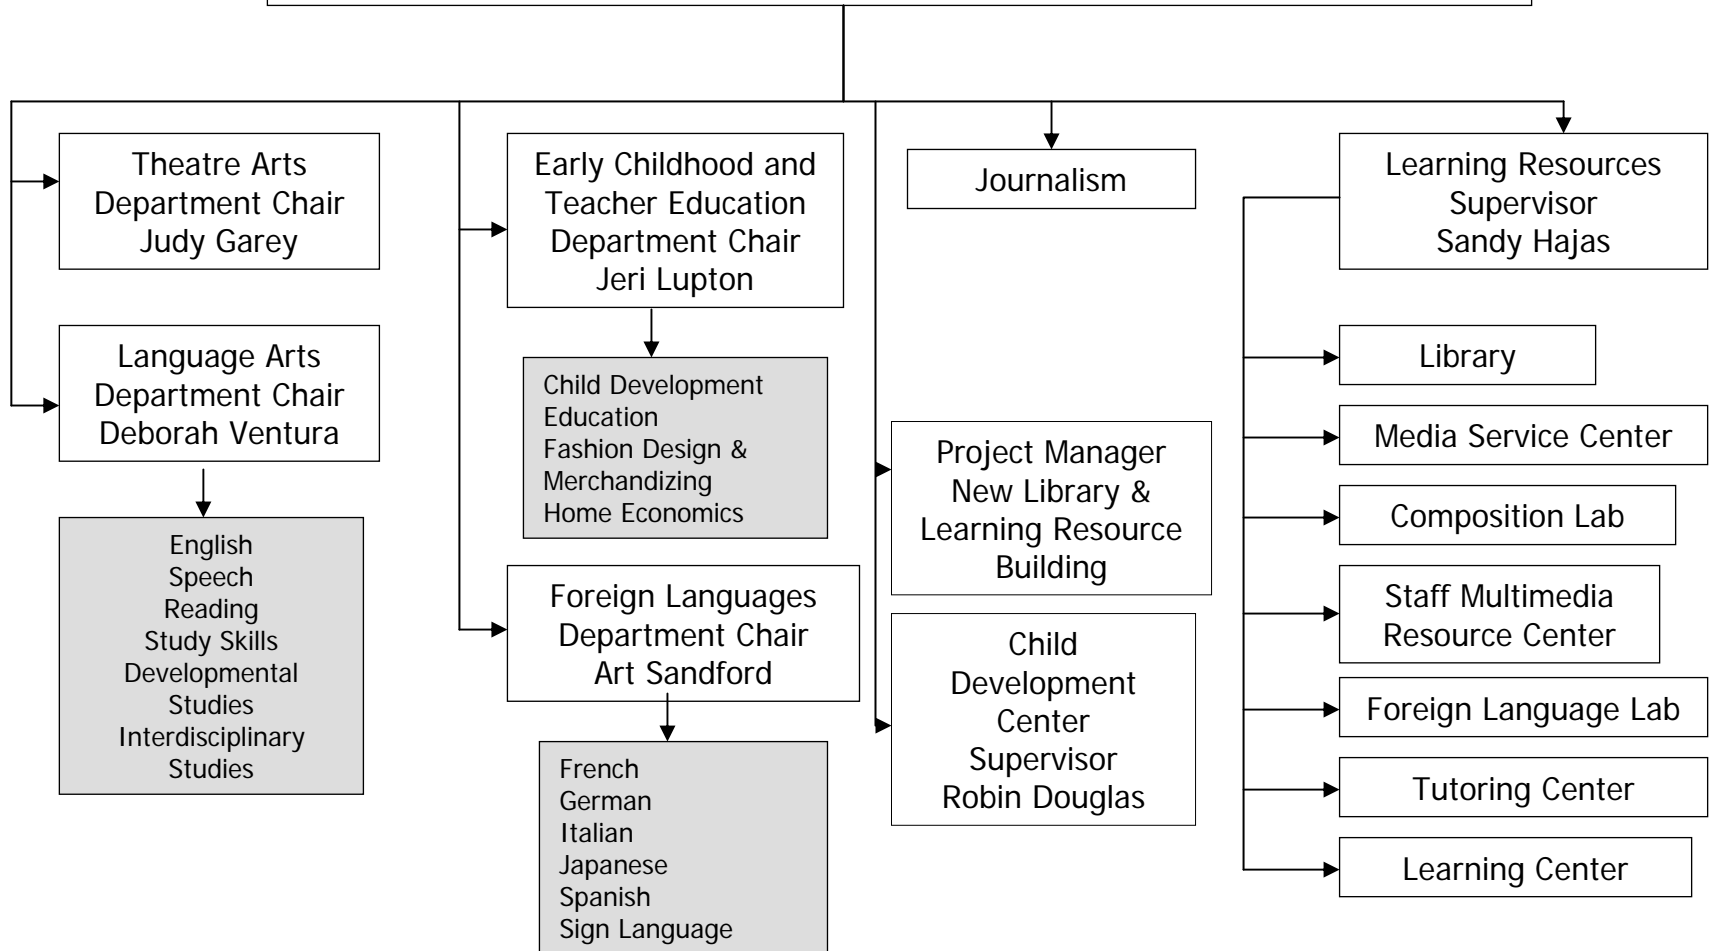 Theatre Arts
Department Chair
Judy Garey
Language Arts
Department Chair
Deborah Ventura
English
Speech
Reading
Study Skills
Developmental
Studies
Interdisciplinary
Studies
Early Childhood and
Teacher Education
Department Chair
Jeri Lupton
Child Development
Education
Fashion Design &
Merchandizing
Home Economics
Foreign Languages
Department Chair
Art Sandford
French
German
Italian
Japanese
Spanish
Sign Language
Journalism
Project Manager
New Library &
Learning Resource
Building
Child
Development
Center
Supervisor
Robin Douglas
Learning Resources
Supervisor
Sandy Hajas
Library
Media Service Center
Composition Lab
Staff Multimedia
Resource Center
Foreign Language Lab
Tutoring Center
Learning Center